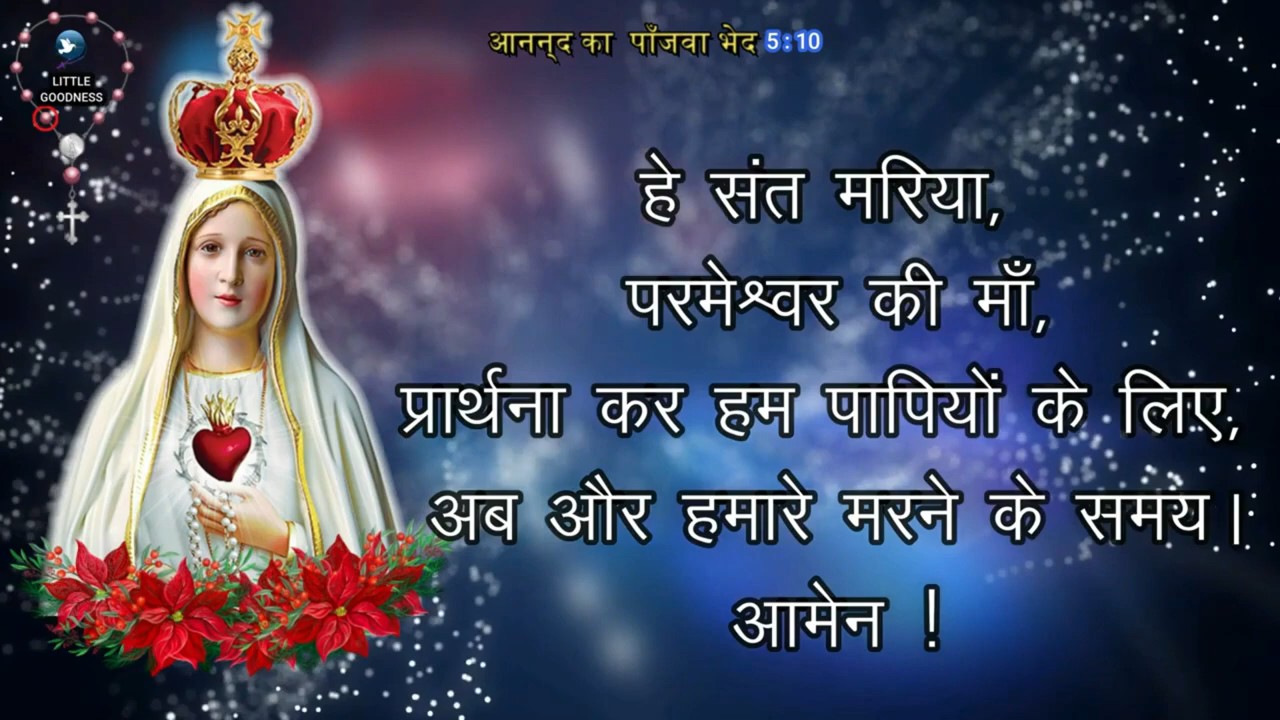 LITTLE
GOODNESS
आनन्द का पाँजवा भेद 5:10
हे संत मरिया,
परमेश्वर की माँ,
प्रार्थना कर हम पापियों के लिए,
अब और हमारे मरने के समय।
आमेन !